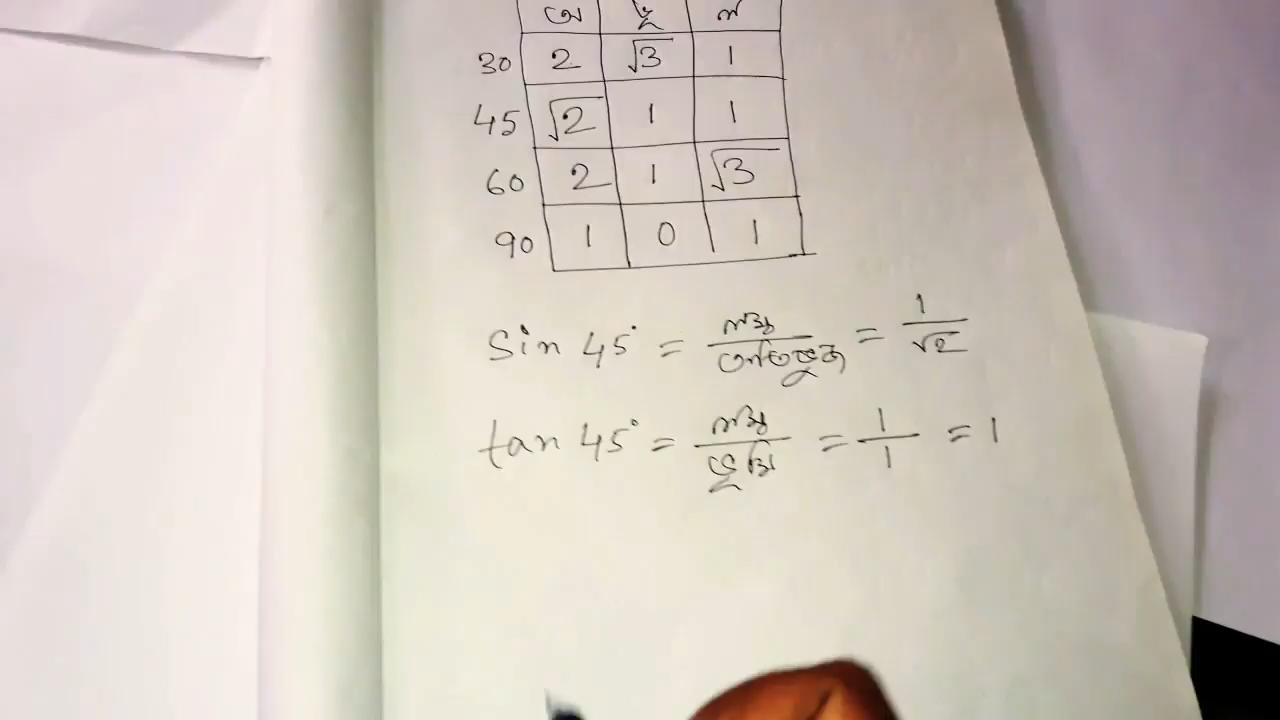 অ ভূ ল
30 2 √3 1
45 √2 1 1
60 2 1 √3
90 1 0 1
sin 45° = লম্ব/অতিভুজ = 1/√2
tan 45° = লম্ব/ভূমি = 1/1 = 1